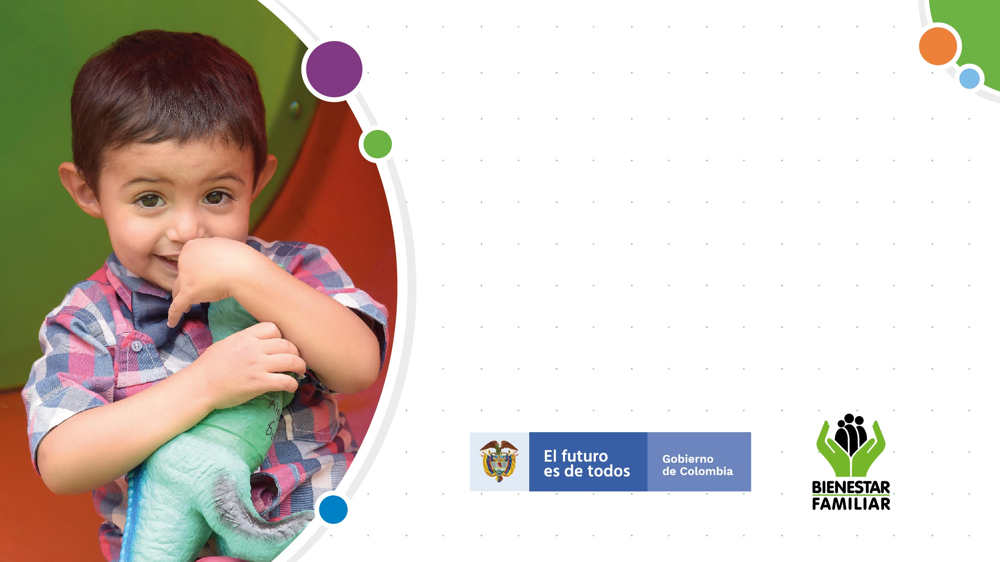 El futuro
es de todos
Gobierno
de Colombia
BIENESTAR
FAMILIAR